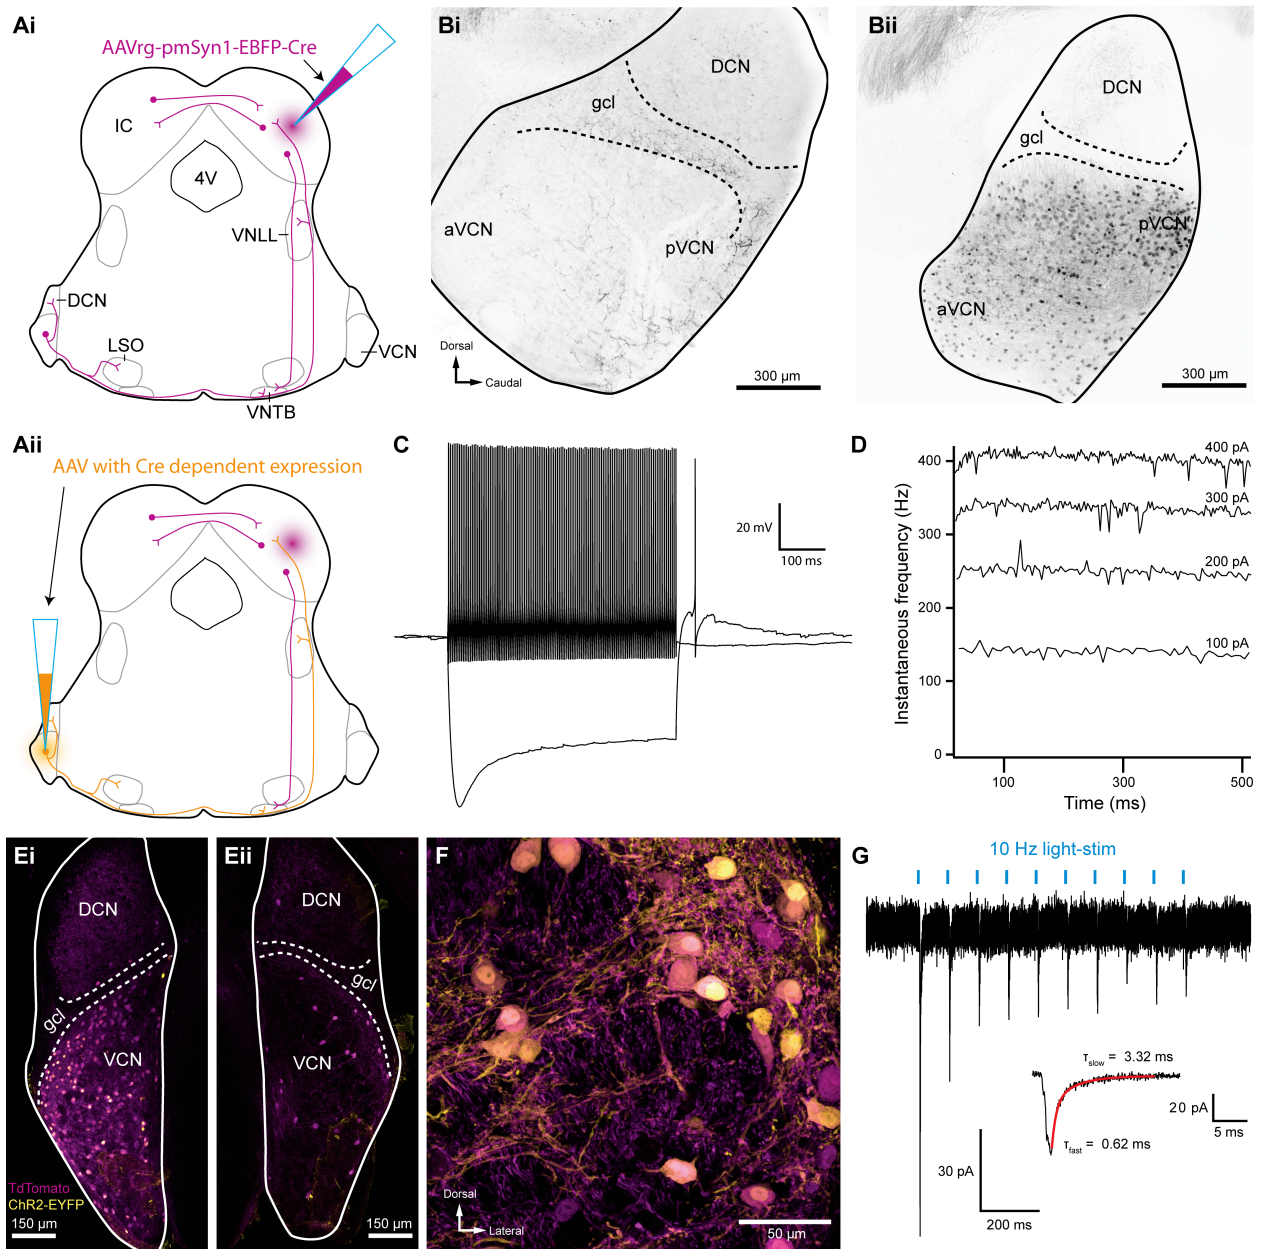 Ai
AAVrg-pmSyn1-EBFP-Cre
IC
4V
VNLL
DCN
LSO
VCN
VNTB
Bi
DCN
gcl
aVCN
pVCN
Dorsal
Caudal
300 µm
Bii
DCN
gcl
pVCN
aVCN
300 µm
Aii
AAV with Cre dependent expression
C
20 mV
100 ms
D
Instantaneous frequency (Hz)
400
300
200
100
0
400 pA
300 pA
200 pA
100 pA
100
300
500
Time (ms)
Ei
DCN
gcl
VCN
TdTomato
ChR2-EYFP
150 µm
Eii
DCN
gcl
VCN
150 µm
F
Dorsal
Lateral
50 µm
G
10 Hz light-stim
τslow = 3.32 ms
τfast = 0.62 ms
20 pA
5 ms
30 pA
200 ms